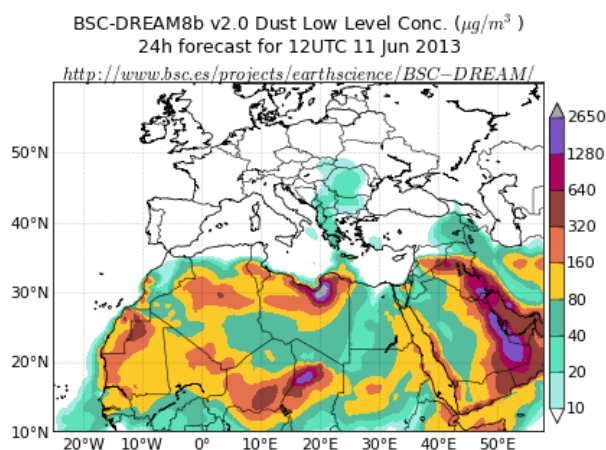 BSC-DREAM8b v2.0 Dust Low Level Conc. (μg/m³ )
24h forecast for 12UTC 11 Jun 2013
http://www.bsc.es/projects/earthscience/BSC−DREAM/
2650
1280
640
320
160
80
40
20
10
50°N
40°N
30°N
20°N
10°N
20°W
10°W
0°
10°E
20°E
30°E
40°E
50°E